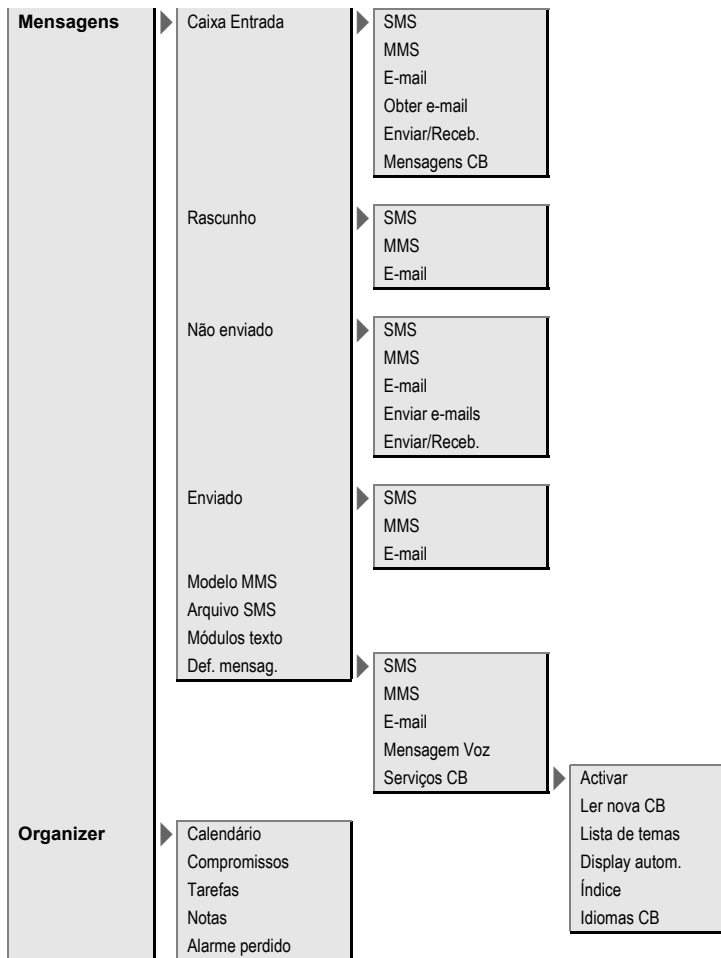 Mensagens
Caixa Entrada
SMS
MMS
E-mail
Obter e-mail
Enviar/Receb.
Mensagens CB
Rascunho
SMS
MMS
E-mail
Não enviado
SMS
MMS
E-mail
Enviar e-mails
Enviar/Receb.
Enviado
SMS
MMS
E-mail
Modelo MMS
Arquivo SMS
Módulos texto
Def. mensag.
SMS
MMS
E-mail
Mensagem Voz
Serviços CB
Activar
Ler nova CB
Lista de temas
Display autom.
Índice
Idiomas CB
Organizer
Calendário
Compromissos
Tarefas
Notas
Alarme perdido